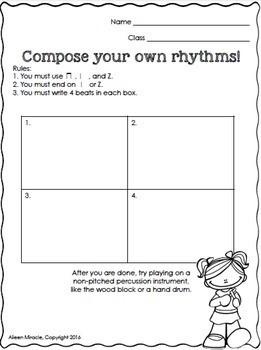 Name ______________________
Class ______________________
Compose your own rhythms!
Rules:
1. You must use ⊓, |, and Z.
2. You must end on | or Z.
3. You must write 4 beats in each box.
1.
2.
3.
4.
After you are done, try playing on a
non-pitched percussion instrument,
like the wood block or a hand drum.
Aileen Miracle, Copyright 2016